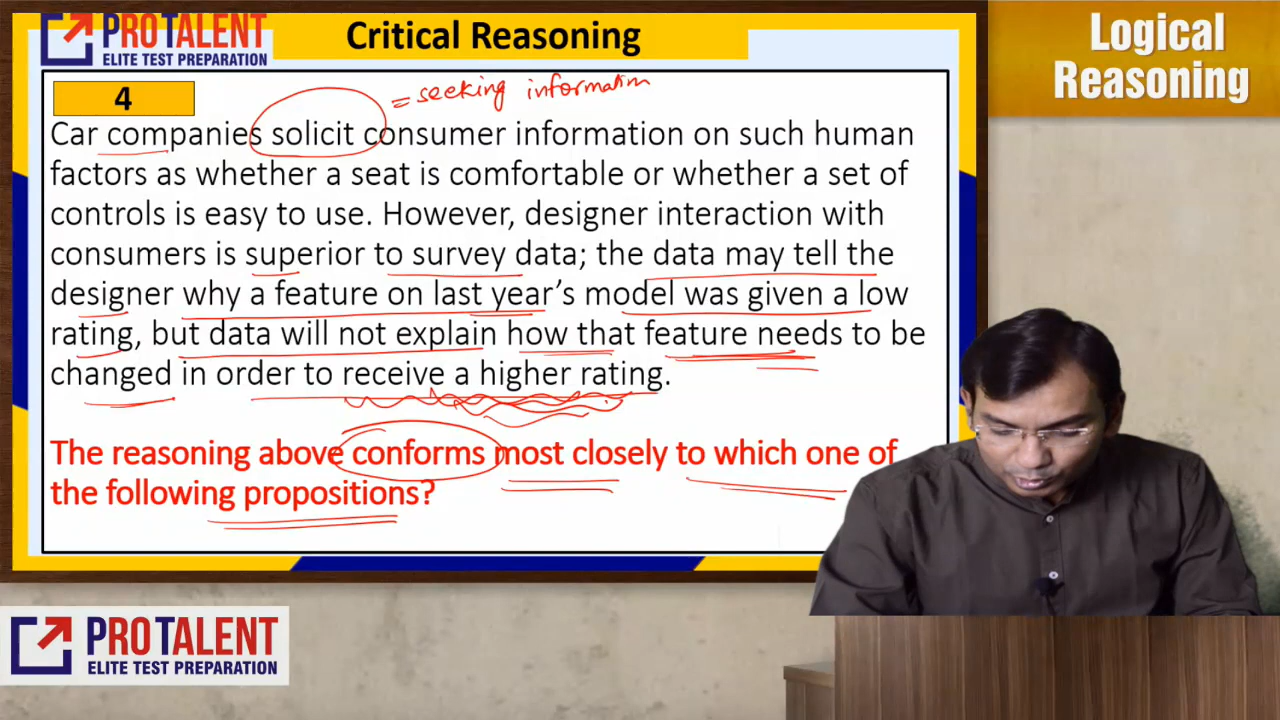 PROTALENT
ELITE TEST PREPARATION
Critical Reasoning
Logical
Reasoning
4
= seeking information
Car companies solicit consumer information on such human
factors as whether a seat is comfortable or whether a set of
controls is easy to use. However, designer interaction with
consumers is superior to survey data; the data may tell the
designer why a feature on last year's model was given a low
rating, but data will not explain how that feature needs to be
changed in order to receive a higher rating.
The reasoning above conforms most closely to which one of
the following propositions?
PROTALENT
ELITE TEST PREPARATION